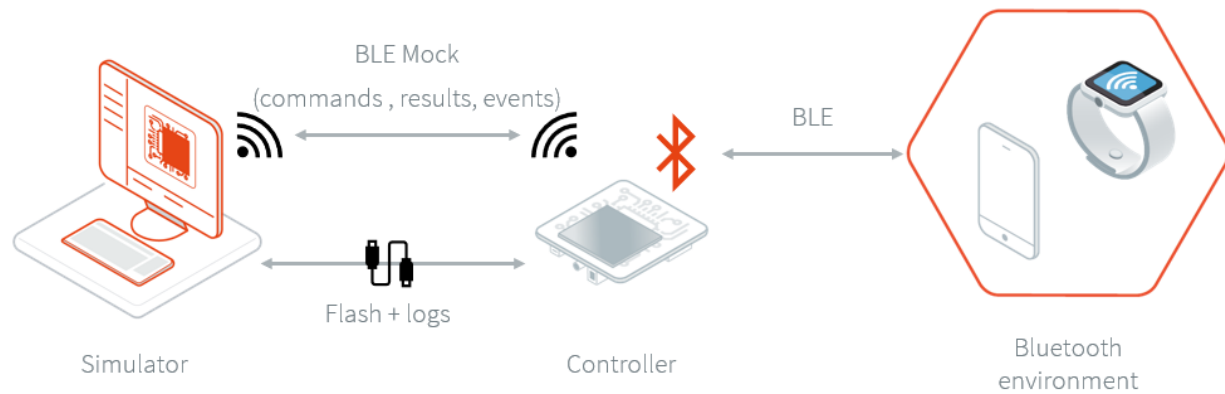 BLE Mock
(commands , results, events)
BLE
Flash + logs
Simulator
Controller
Bluetooth
environment